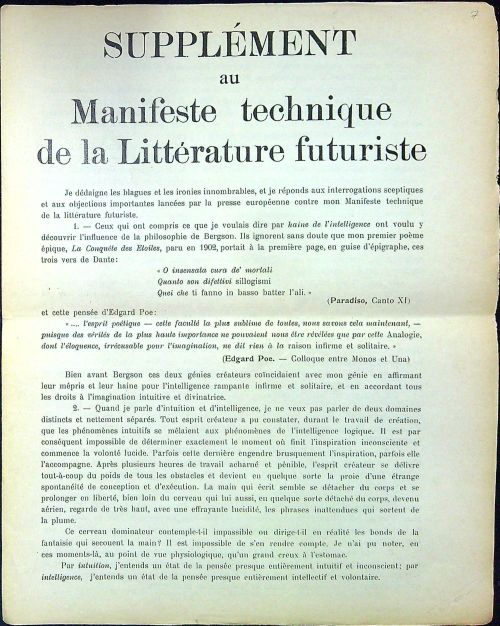 7
SUPPLÉMENT
au
Manifeste technique
de la Littérature futuriste
Je dédaigne les blagues et les ironies innombrables, et je réponds aux interrogations sceptiques
et aux objections importantes lancées par la presse européenne contre mon Manifeste technique
de la littérature futuriste.
1. — Ceux qui ont compris ce que je voulais dire par haine de l'intelligence ont voulu y
découvrir l'influence de la philosophie de Bergson. Ils ignorent sans doute que mon premier poème
épique, La Conquête des Etoiles, paru en 1902, portait à la première page, en guise d'épigraphe, ces
trois vers de Dante:
« O insensata cura de' mortali
Quanto son difettivi sillogismi
Quei che ti fanno in basso batter l'ali. »
(Paradiso, Canto XI)
et cette pensée d'Edgard Poe:
« .... l'esprit poétique — cette faculté la plus sublime de toutes, nous savons cela maintenant, —
puisque des vérités de la plus haute importance ne pouvaient nous être révélées que par cette Analogie,
dont l'éloquence, irrécusable pour l'imagination, ne dit rien à la raison infirme et solitaire. »
(Edgard Poe. – Colloque entre Monos et Una)
Bien avant Bergson ces deux génies créateurs coïncidaient avec mon génie en affirmant
leur mépris et leur haine pour l'intelligence rampante infirme et solitaire, et en accordant tous
les droits à l'imagination intuitive et divinatrice.
2. — Quand je parle d'intuition et d'intelligence, je ne veux pas parler de deux domaines
distincts et nettement séparés. Tout esprit créateur a pu constater, durant le travail de création,
que les phénomènes intuitifs se mêlaient aux phénomènes de l'intelligence logique. Il est par
conséquent impossible de déterminer exactement le moment où finit l'inspiration inconsciente et
commence la volonté lucide. Parfois cette dernière engendre brusquement l'inspiration, parfois elle
l'accompagne. Après plusieurs heures de travail acharné et pénible, l'esprit créateur se délivre
tout-à-coup du poids de tous les obstacles et devient en quelque sorte la proie d'une étrange
spontanéité de conception et d'exécution. La main qui écrit semble se détacher du corps et se
prolonger en liberté, bien loin du cerveau qui lui aussi, en quelque sorte détaché du corps, devenu
aérien, regarde de très haut, avec une effrayante lucidité, les phrases inattendues qui sortent de
la plume.
Ce cerveau dominateur contemple-t-il impossible ou dirige-t-il en réalité les bonds de la
fantaisie qui secouent la main? Il est impossible de s'en rendre compte. Je n'ai pu noter, en
ces moments-là, au point de vue physiologique, qu'un grand creux à l'estomac.
Par intuition, j'entends un état de la pensée presque entièrement intuitif et inconscient; par
intelligence, j'entends un état de la pensée presque entièrement intellectif et volontaire.